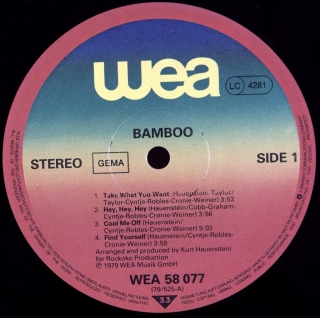 wea
LC 4281
BAMBOO
STEREO
GEMA
SIDE 1
1. Take What You Want (Hauenstein-Taylor/
Taylor-Cyntje-Robles-Cronie-Weiner) 3:53
2. Hey, Hey, Hey (Hauenstein/Cobb-Graham-
Cyntje-Robles-Cronie-Weiner) 3:56
3. Cool Me Off (Hauenstein/
Cyntje-Robles-Cronie-Weiner) 5:02
4. Find Yourself (Hauenstein/Cyntje-Robles-
Cronie-Weiner) 3:59
Arranged and produced by Kurt Hauenstein
for Rockoko Production
Ⓟ 1979 WEA Musik GmbH
WEA 58 077
(79/525-A)
33